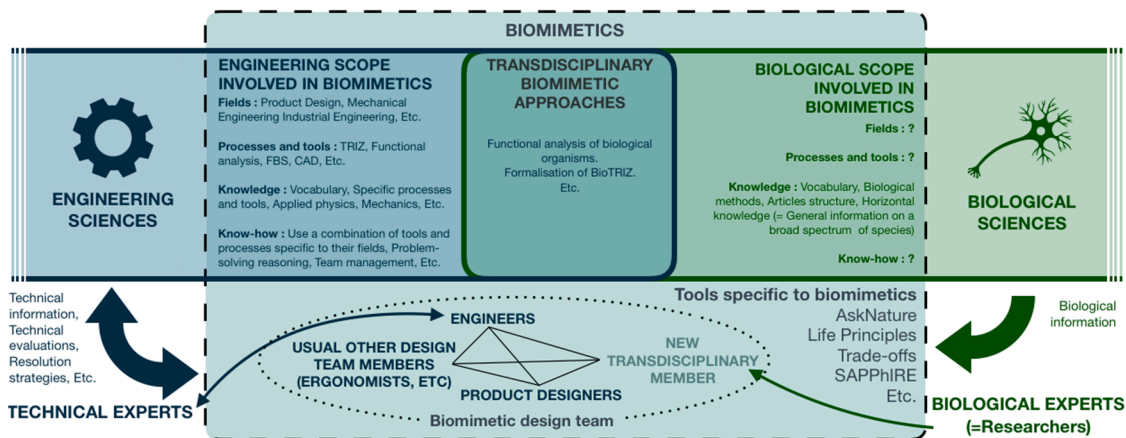 BIOMIMETICS
ENGINEERING
SCIENCES
ENGINEERING SCOPE
INVOLVED IN BIOMIMETICS
Fields : Product Design, Mechanical
Engineering Industrial Engineering, Etc.
Processes and tools : TRIZ, Functional
analysis, FBS, CAD, Etc.
Knowledge : Vocabulary, Specific processes
and tools, Applied physics, Mechanics, Etc.
Know-how : Use a combination of tools and
processes specific to their fields, Problem-
solving reasoning, Team management, Etc.
TRANSDISCIPLINARY
BIOMIMETIC
APPROACHES
Functional analysis of biological
organisms.
Formalisation of BioTRIZ.
Etc.
BIOLOGICAL SCOPE
INVOLVED IN
BIOMIMETICS
Fields : ?
Processes and tools : ?
Knowledge : Vocabulary, Biological
methods, Articles structure, Horizontal
knowledge (= General information on a
broad spectrum of species)
Know-how : ?
BIOLOGICAL
SCIENCES
Technical
information,
Technical
evaluations,
Resolution
strategies, Etc.
TECHNICAL EXPERTS
ENGINEERS
USUAL OTHER DESIGN
TEAM MEMBERS
(ERGONOMISTS, ETC)
PRODUCT DESIGNERS
NEW
TRANSDISCIPLINARY
MEMBER
Biomimetic design team
Tools specific to biomimetics
AskNature
Life Principles
Trade-offs
SAPPhIRE
Etc.
Biological
information
BIOLOGICAL EXPERTS
(=Researchers)